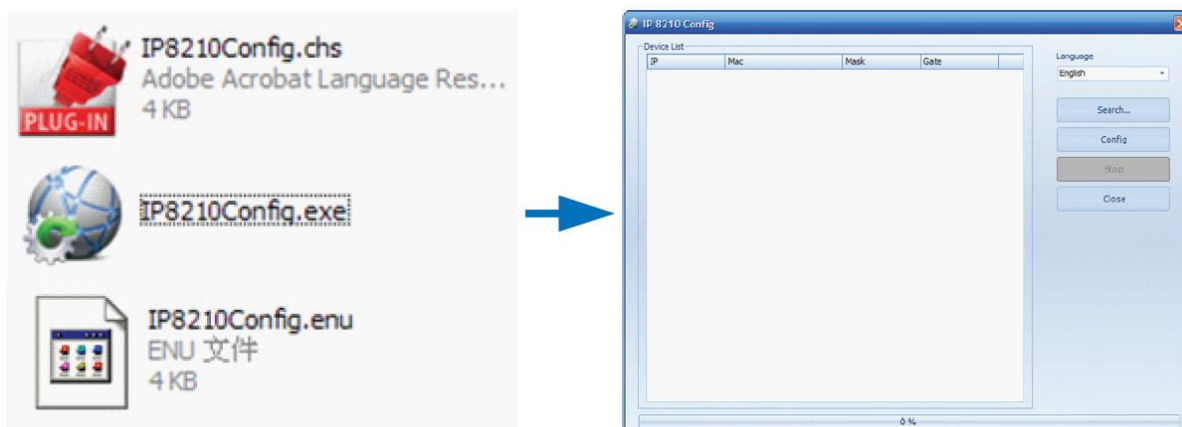 IP8210Config.chs
Adobe Acrobat Language Res...
4 KB
PLUG-IN
IP8210Config.exe
IP8210Config.enu
ENU 文件
4 KB
IP 8210 Config
Device List
IP Mac Mask Gate
Language
English
Search...
Config
Stop
Close
0 %